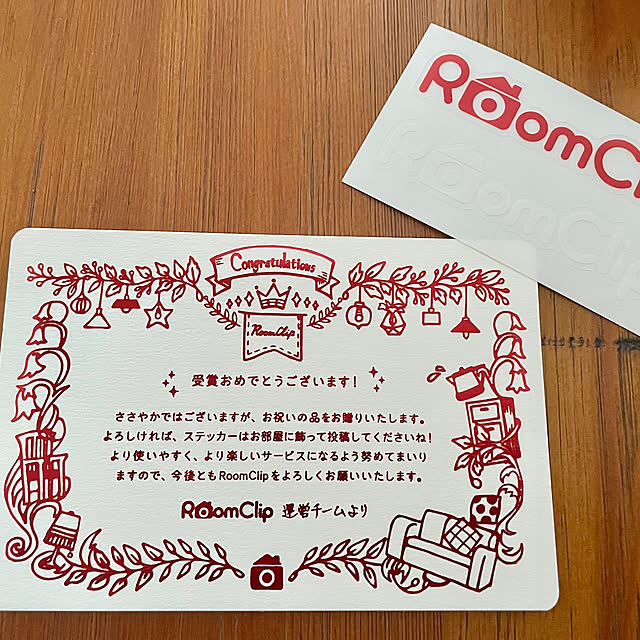 RoomCl
RoomClip
Congratulations
RoomClip
受賞おめでとうございます！
ささやかではございますが、お祝いの品をお贈りいたします。
よろしければ、ステッカーはお部屋に飾って投稿してくださいね！
より使いやすく、より楽しいサービスになるよう努めてまいり
ますので、今後ともRoomClipをよろしくお願いいたします。
RoomClip 運営チームより